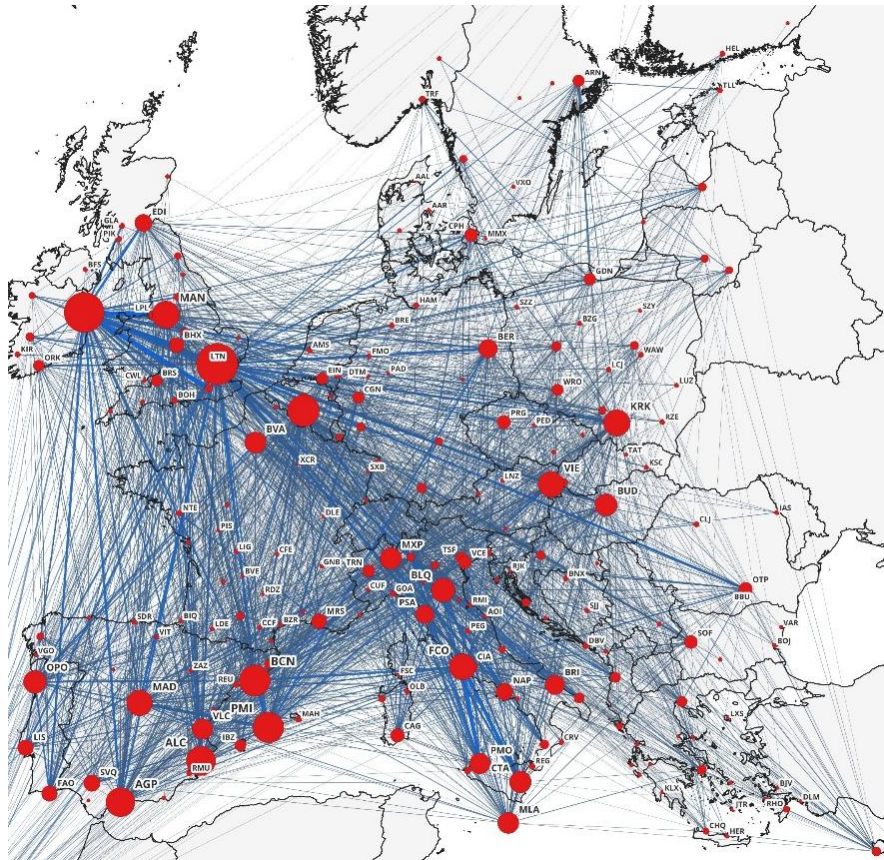 HEL
ARN
TLL
TRF
AAL
VXO
AAR
EDI
GLA
PIK
CPH
MMX
BFS
GDN
LPL
MAN
HAM
SZZ
BZG
SZY
BRE
BHX
KIR
ORK
LTN
AMS
FMO
BER
WAW
LCJ
CWL
BRS
EIN
DTM
PAD
LUZ
BOH
CGN
WRO
BVA
PRG
PED
KRK
RZE
XCR
SXB
TAT
KSC
LNZ
VIE
NTE
DLE
BUD
IAS
PIS
CLJ
LIG
CFE
MXP
TSF
VCE
GNB
TRN
BLQ
RJK
BVE
BNX
RDZ
CUF
GOA
OTP
BBU
PSA
RMI
SJJ
SDR
BIQ
LDE
CCF
BZR
MRS
AOI
VAR
VIT
PEG
DBV
SOF
BOJ
VGO
OPO
ZAZ
BCN
FCO
CIA
REU
FSC
BRI
MAD
PMI
OLB
NAP
VLC
MAH
LXS
LIS
ALC
IBZ
CAG
CRV
PMO
REG
SVQ
RMU
CTA
FAO
AGP
KLX
BJV
DLM
JTR
RHO
MLA
CHQ
HER